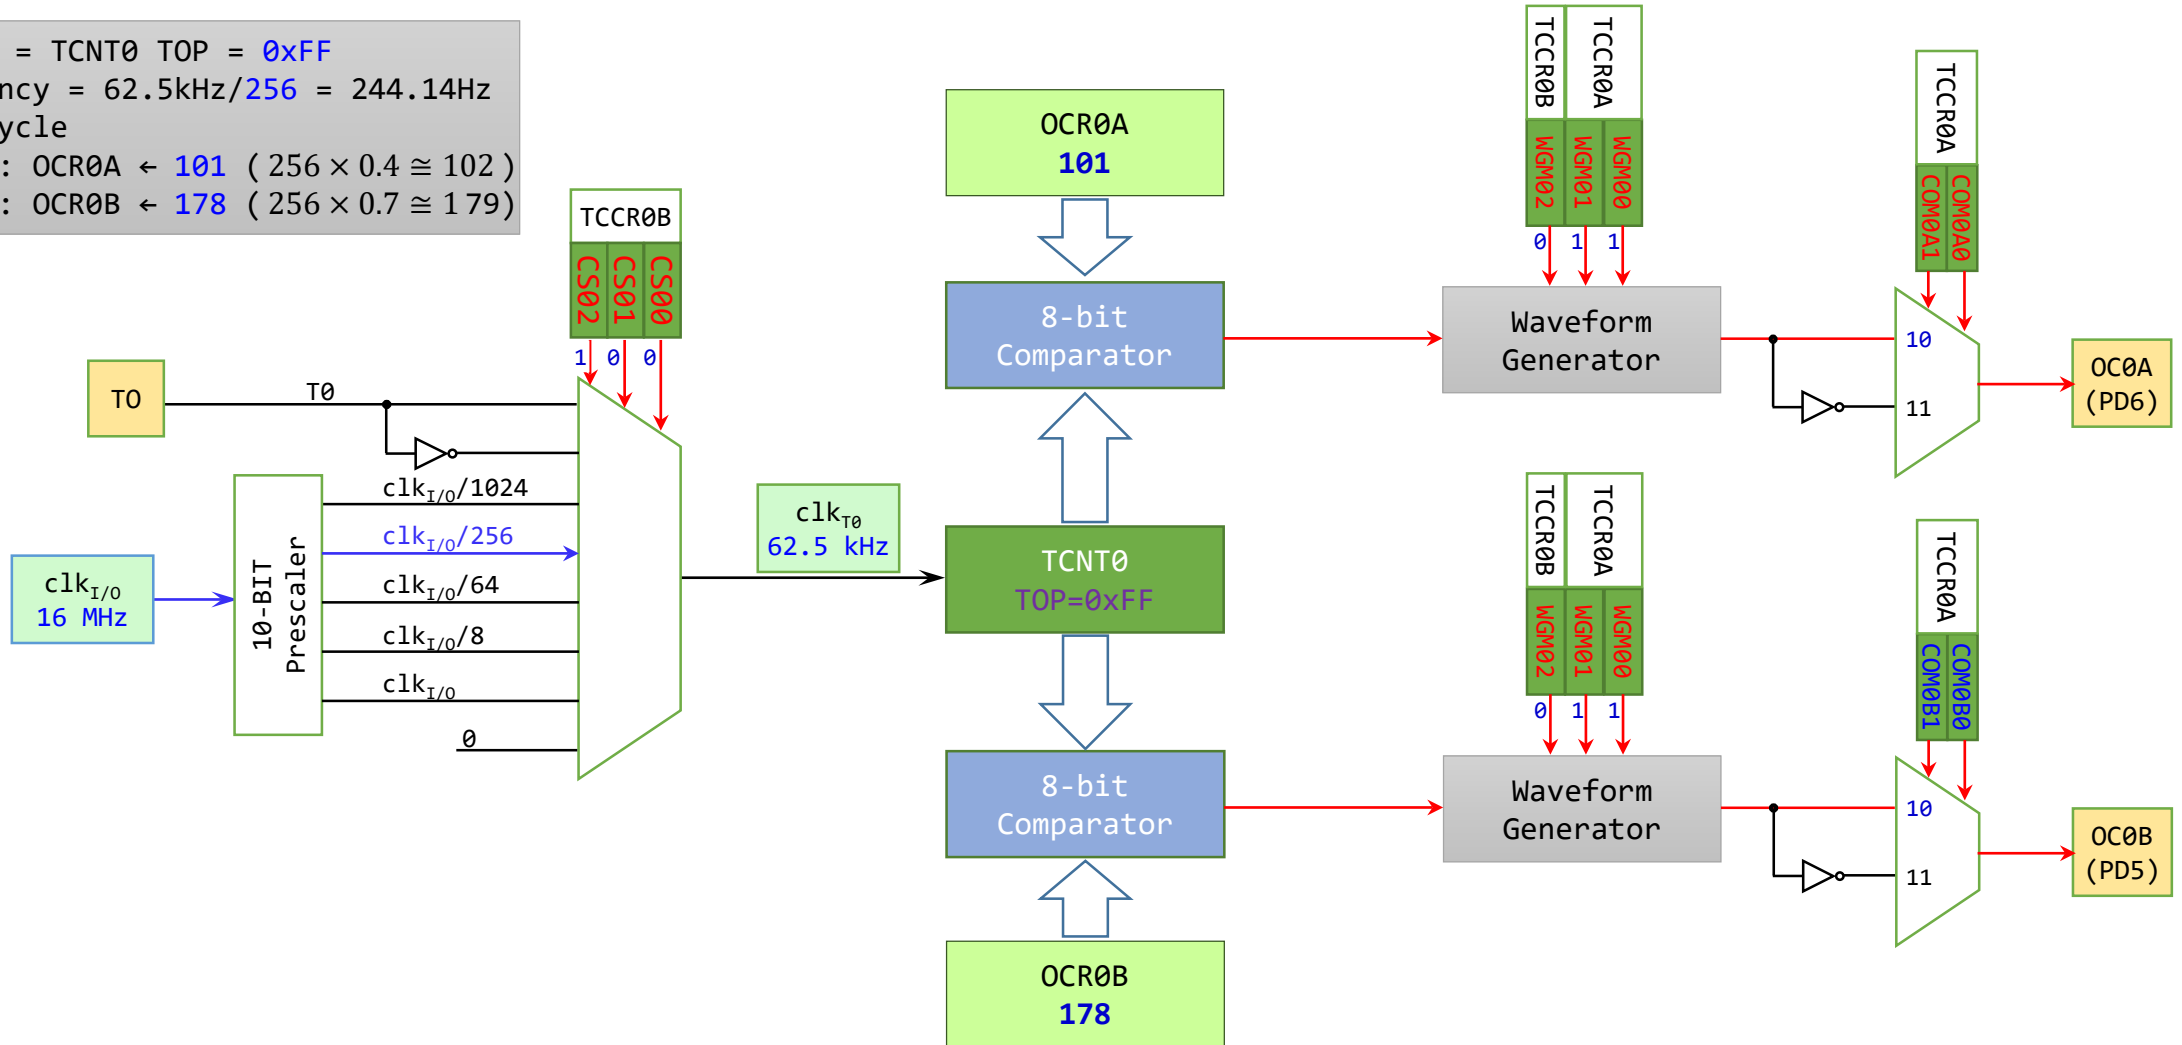 = TCNT0 TOP = 0xFF
ncy = 62.5kHz/256 = 244.14Hz
ycle
: OCR0A ← 101 ( 256 × 0.4 ≅ 102 )
: OCR0B ← 178 ( 256 × 0.7 ≅ 179)
TCCR0B
CS02
CS01
CS00
1
0
0
TO
T0
clkI/O/1024
clkI/O/256
clkI/O/64
clkI/O/8
clkI/O
0
10-BIT
Prescaler
clkI/O
16 MHz
clkT0
62.5 kHz
OCR0A
101
8-bit
Comparator
TCNT0
TOP=0xFF
8-bit
Comparator
OCR0B
178
TCCR0B
TCCR0A
WGM02
WGM01
WGM00
0
1
1
Waveform
Generator
TCCR0A
COM0A1
COM0A0
10
11
OC0A
(PD6)
TCCR0B
TCCR0A
WGM02
WGM01
WGM00
0
1
1
Waveform
Generator
TCCR0A
COM0B1
COM0B0
10
11
OC0B
(PD5)